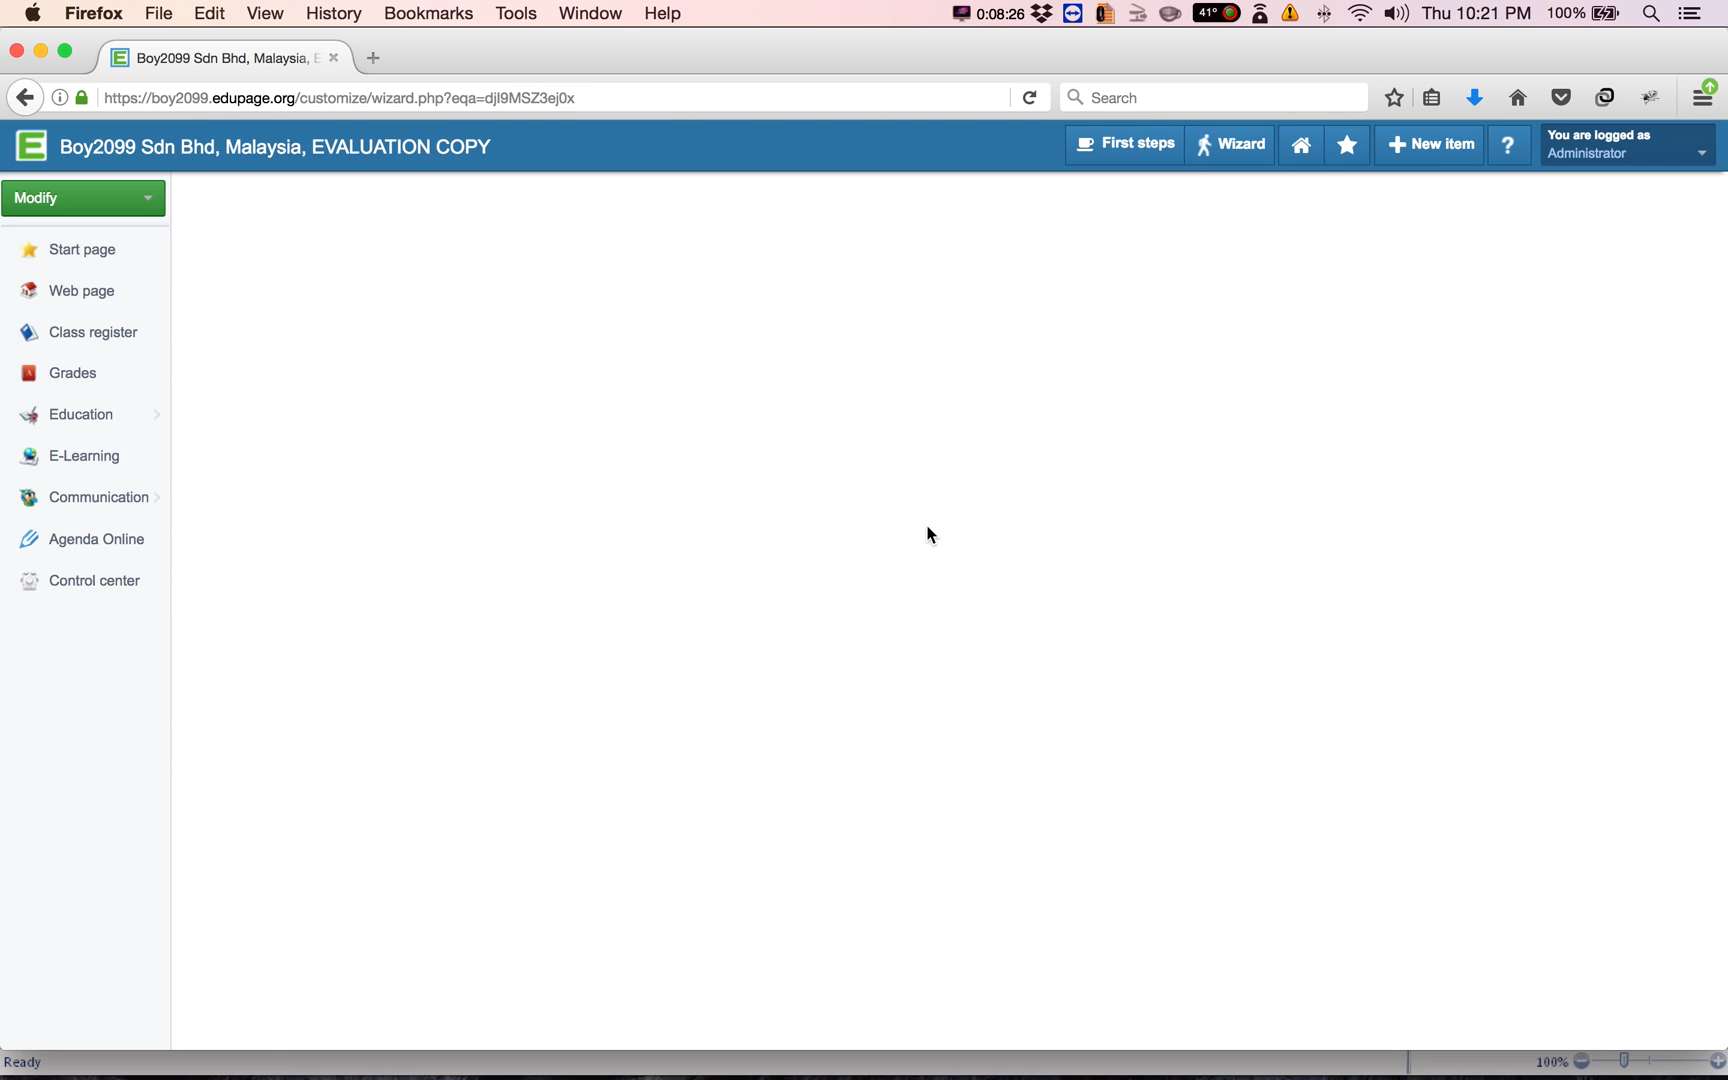 Firefox File Edit View History Bookmarks Tools Window Help 0:08:26 41° Thu 10:21 PM 100%
Boy2099 Sdn Bhd, Malaysia, E
https://boy2099.edupage.org/customize/wizard.php?eqa=djI9MSZ3ej0x Search
Boy2099 Sdn Bhd, Malaysia, EVALUATION COPY First steps Wizard New item ? You are logged as
Administrator
Modify
Start page
Web page
Class register
Grades
Education
E-Learning
Communication
Agenda Online
Control center
Ready 100%